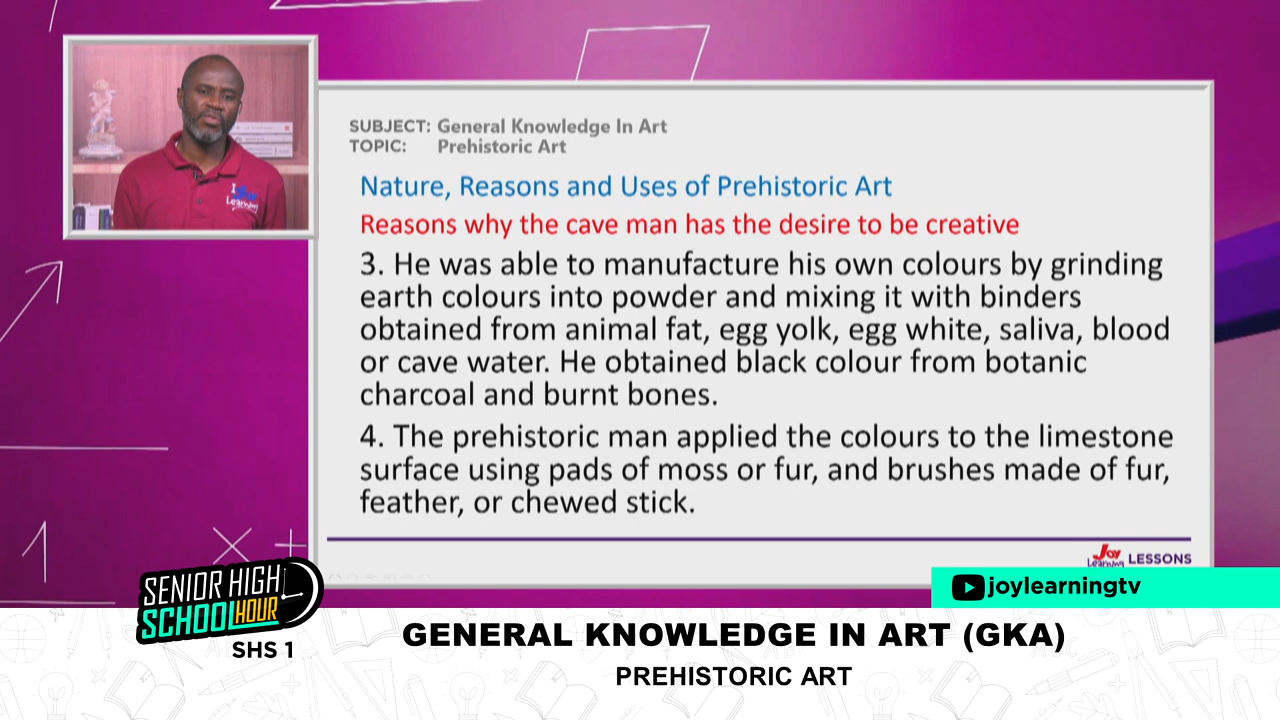 SUBJECT: General Knowledge In Art
TOPIC: Prehistoric Art
Nature, Reasons and Uses of Prehistoric Art
Reasons why the cave man has the desire to be creative
3. He was able to manufacture his own colours by grinding
earth colours into powder and mixing it with binders
obtained from animal fat, egg yolk, egg white, saliva, blood
or cave water. He obtained black colour from botanic
charcoal and burnt bones.
4. The prehistoric man applied the colours to the limestone
surface using pads of moss or fur, and brushes made of fur,
feather, or chewed stick.
I
Learning
Joy
Learning
LESSONS
joylearningtv
SENIOR HIGH
SCHOOL HOUR
SHS 1
GENERAL KNOWLEDGE IN ART (GKA)
PREHISTORIC ART